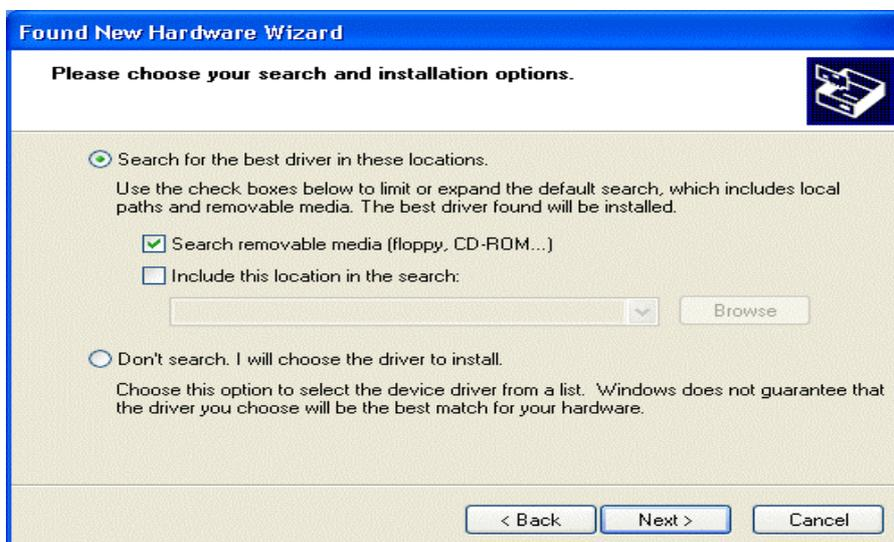 Found New Hardware Wizard
Please choose your search and installation options.
Search for the best driver in these locations.
Use the check boxes below to limit or expand the default search, which includes local
paths and removable media. The best driver found will be installed.
Search removable media (floppy, CD-ROM...)
Include this location in the search:
Browse
Don't search. I will choose the driver to install.
Choose this option to select the device driver from a list.  Windows does not guarantee that
the driver you choose will be the best match for your hardware.
< Back
Next >
Cancel